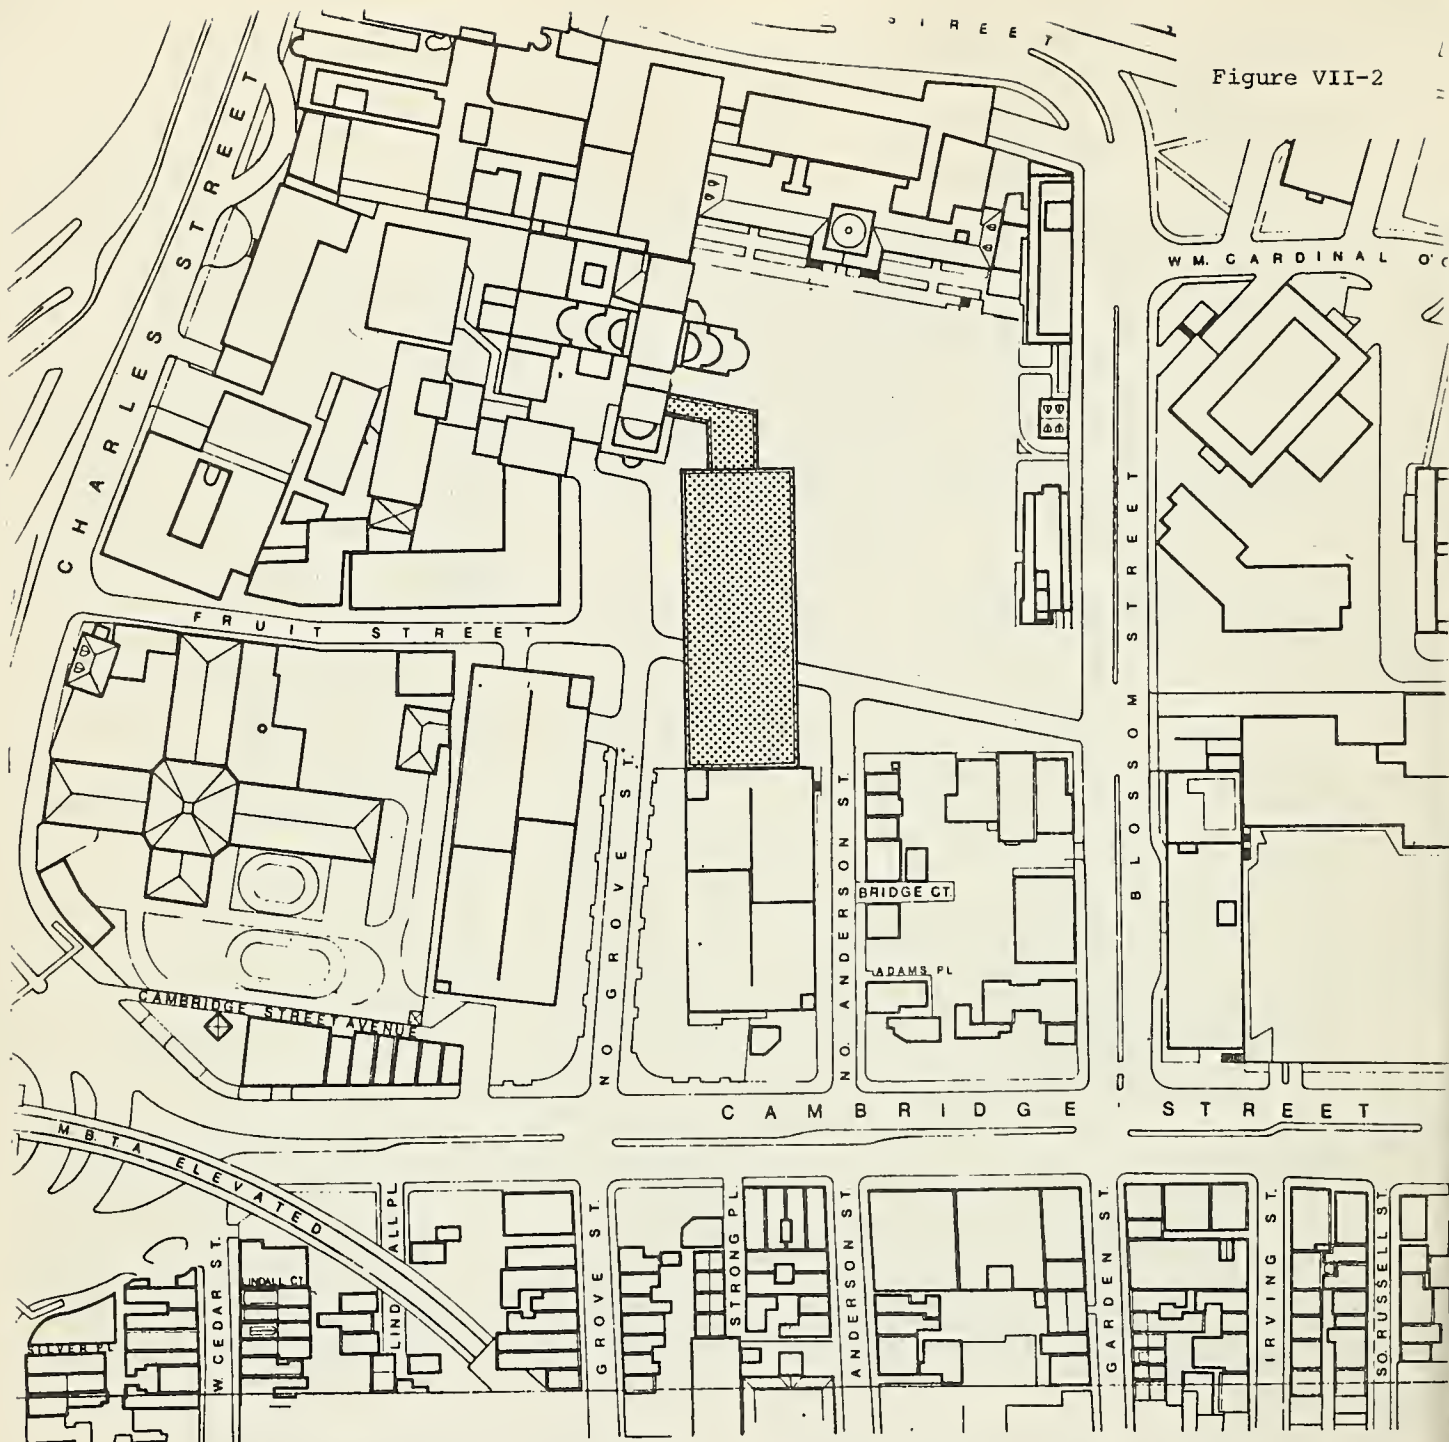 STREET
Figure VII-2
CHARLES STREET
WM. CARDINAL O'C
FRUIT STREET
BLOSSOM STREET
NO. GROVE ST.
NO. ANDERSON ST.
BRIDGE CT.
ADAMS PL
CAMBRIDGE STREET AVENUE
CAMBRIDGE STREET
M.B.T.A ELEVATED
W. CEDAR ST.
LINDALL CT.
LINDALL PL.
SILVER PL
GROVE ST.
STRONG PL.
ANDERSON ST.
GARDEN ST.
IRVING ST.
SO. RUSSELL ST.